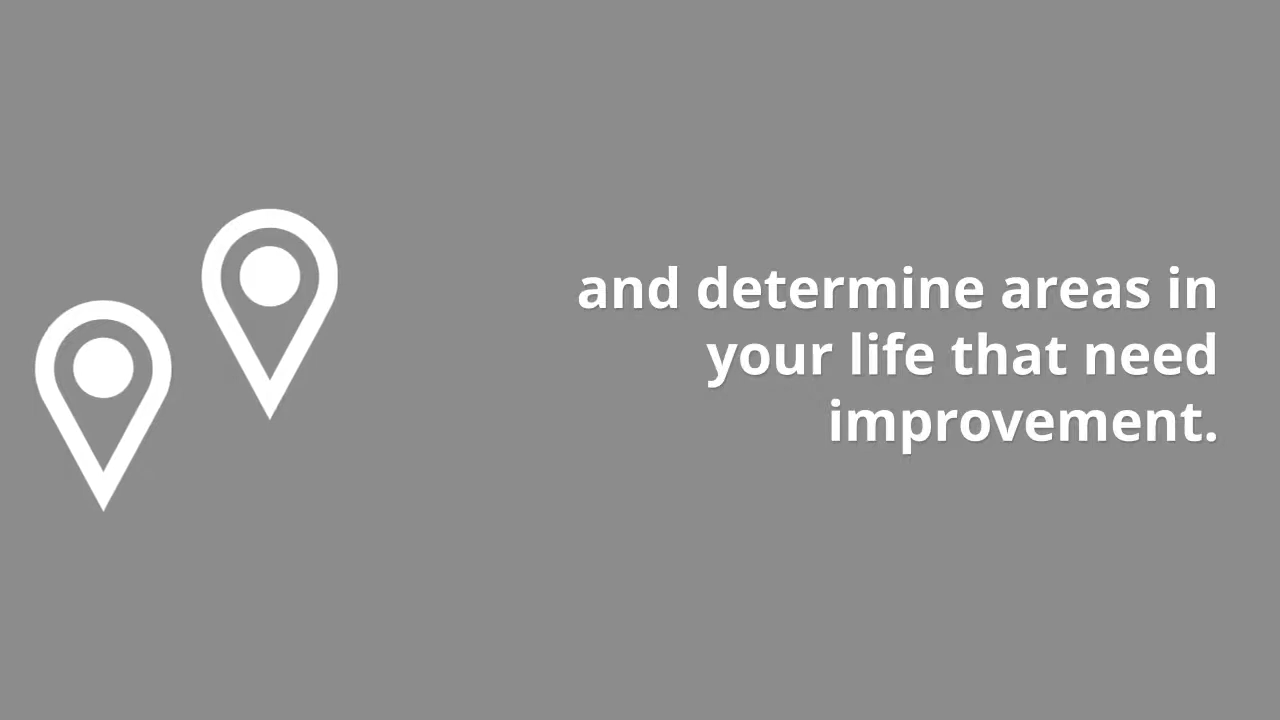 and determine areas in
your life that need
improvement.